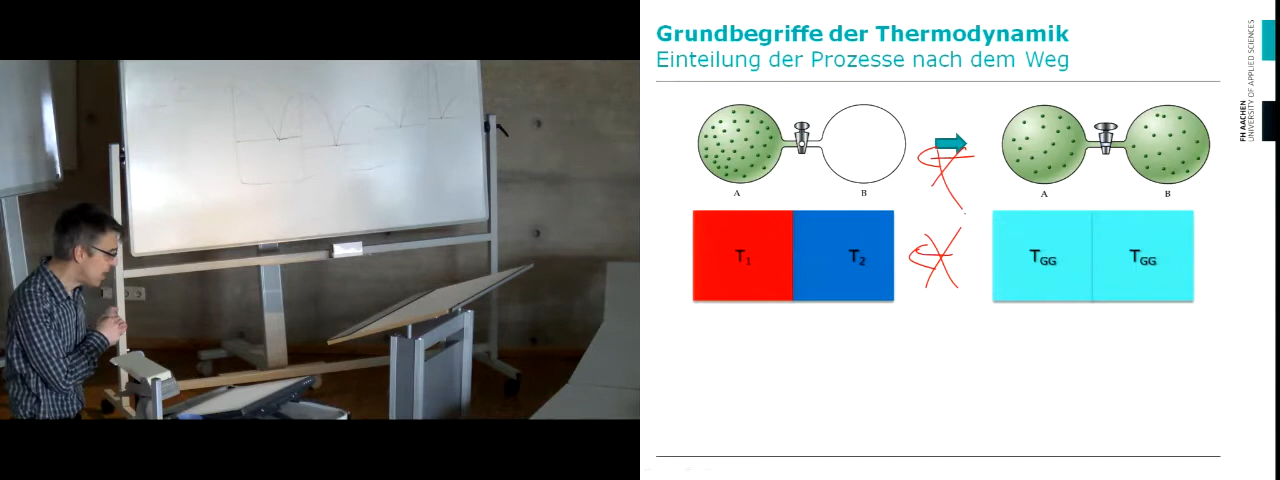 Grundbegriffe der Thermodynamik
Einteilung der Prozesse nach dem Weg
FH AACHEN
UNIVERSITY OF APPLIED SCIENCES
A
B
A
B
T1
T2
TGG
TGG